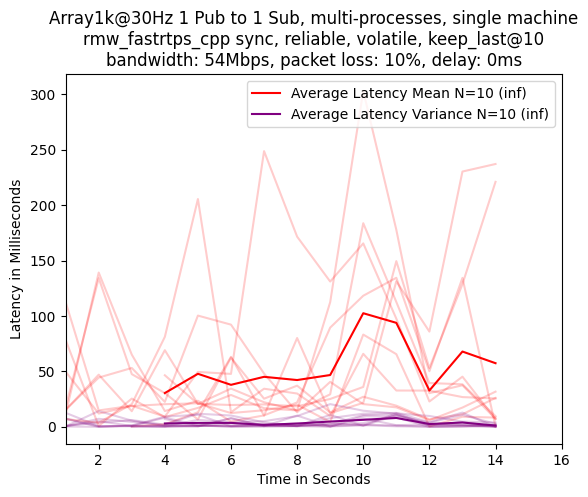 Array1k@30Hz 1 Pub to 1 Sub, multi-processes, single machine
rmw_fastrtps_cpp sync, reliable, volatile, keep_last@10
bandwidth: 54Mbps, packet loss: 10%, delay: 0ms
Average Latency Mean N=10 (inf)
Average Latency Variance N=10 (inf)
Latency in Milliseconds
300
250
200
150
100
50
0
2 4 6 8 10 12 14 16
Time in Seconds